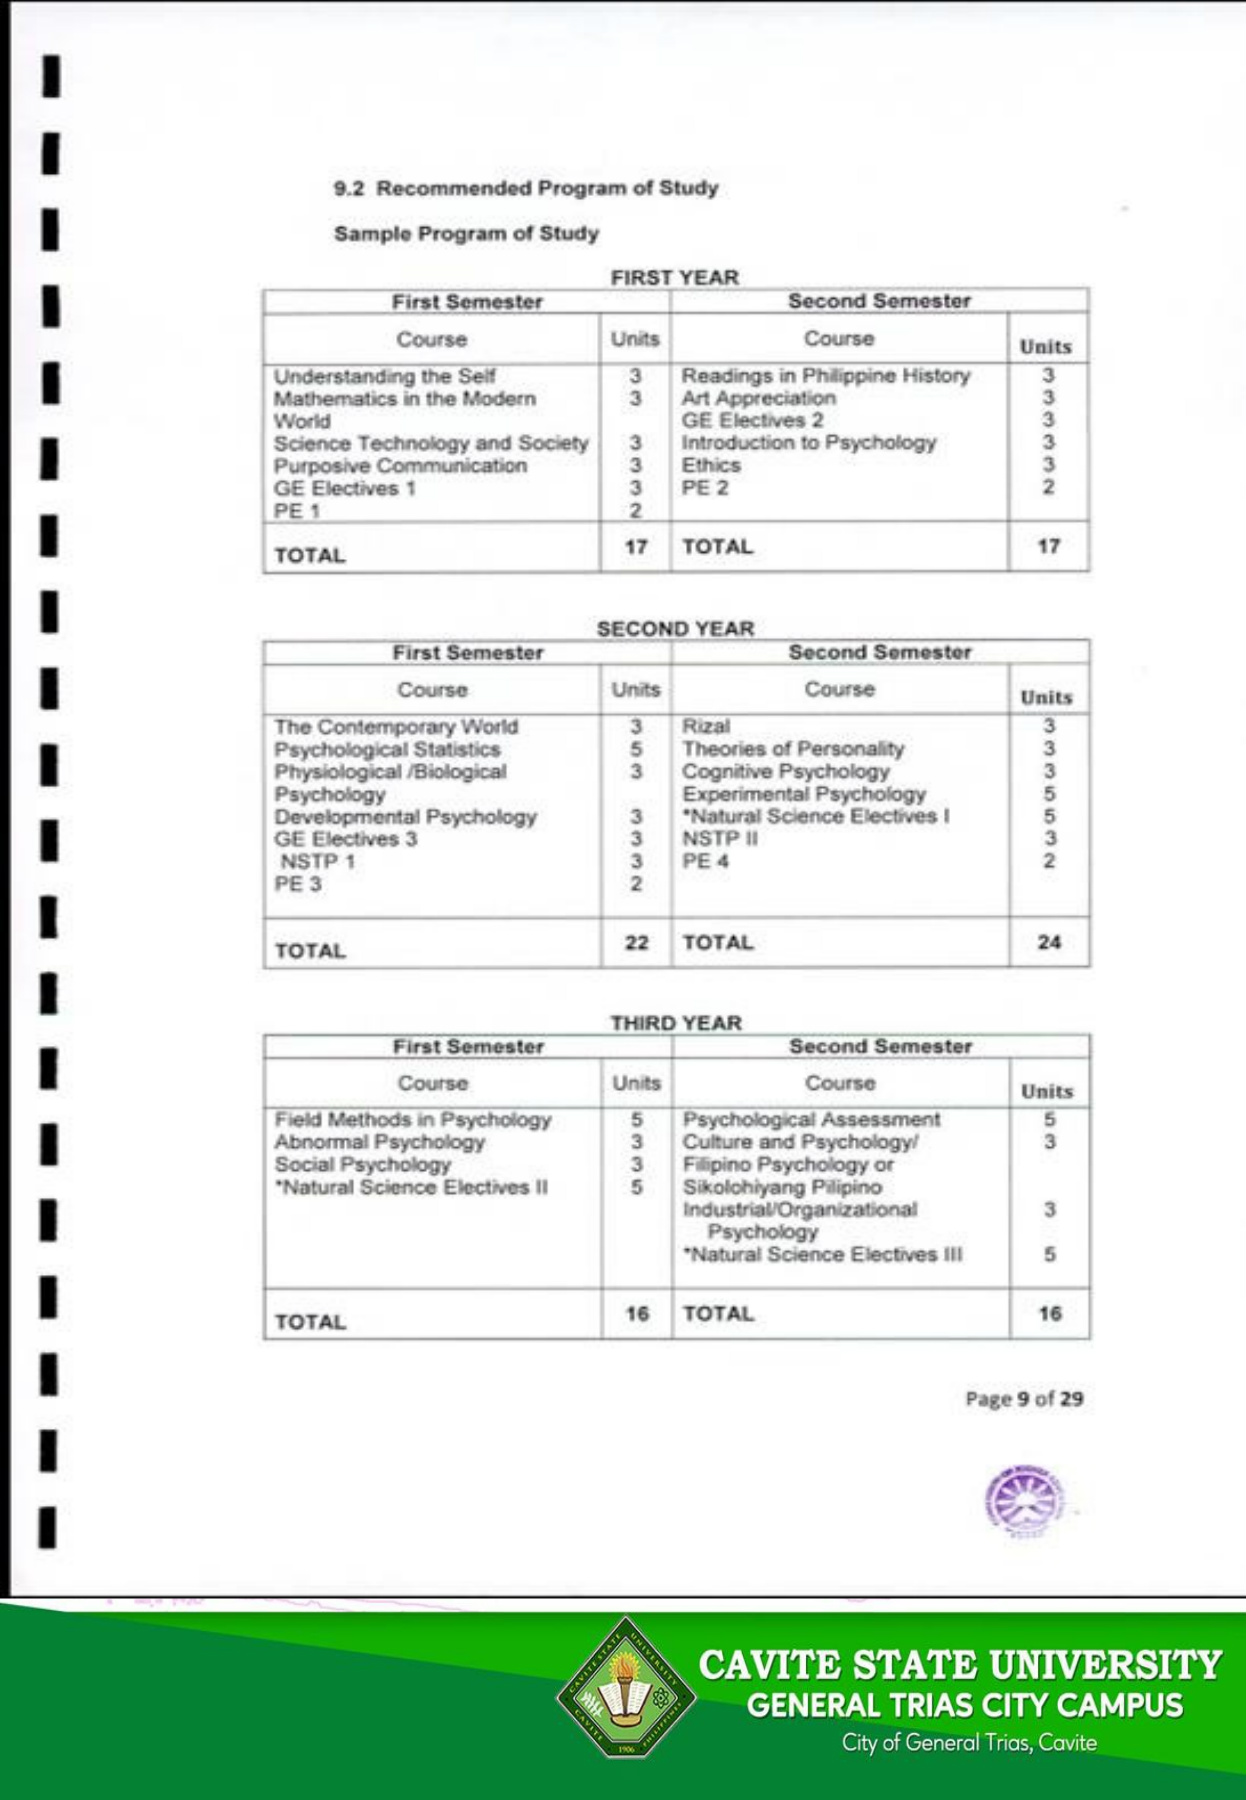 9.2 Recommended Program of Study
Sample Program of Study
FIRST YEAR
First Semester Second Semester
Course Units Course Units
Understanding the Self 3 Readings in Philippine History 3
Mathematics in the Modern 3 Art Appreciation 3
World GE Electives 2 3
Science Technology and Society 3 Introduction to Psychology 3
Purposive Communication 3 Ethics 3
GE Electives 1 3 PE 2 2
PE 1 2
TOTAL 17 TOTAL 17
SECOND YEAR
First Semester Second Semester
Course Units Course Units
The Contemporary World 3 Rizal 3
Psychological Statistics 5 Theories of Personality 3
Physiological /Biological 3 Cognitive Psychology 3
Psychology Experimental Psychology 5
Developmental Psychology 3 *Natural Science Electives I 5
GE Electives 3 3 NSTP II 3
NSTP 1 3 PE 4 2
PE 3 2
TOTAL 22 TOTAL 24
THIRD YEAR
First Semester Second Semester
Course Units Course Units
Field Methods in Psychology 5 Psychological Assessment 5
Abnormal Psychology 3 Culture and Psychology/ 3
Social Psychology 3 Filipino Psychology or
*Natural Science Electives II 5 Sikolohiyang Pilipino
Industrial/Organizational 3
Psychology
*Natural Science Electives III 5
TOTAL 16 TOTAL 16
Page 9 of 29
CAVITE STATE UNIVERSITY
CAVITE
PHILIPPINES
1906
CAVITE STATE UNIVERSITY
GENERAL TRIAS CITY CAMPUS
City of General Trias, Cavite